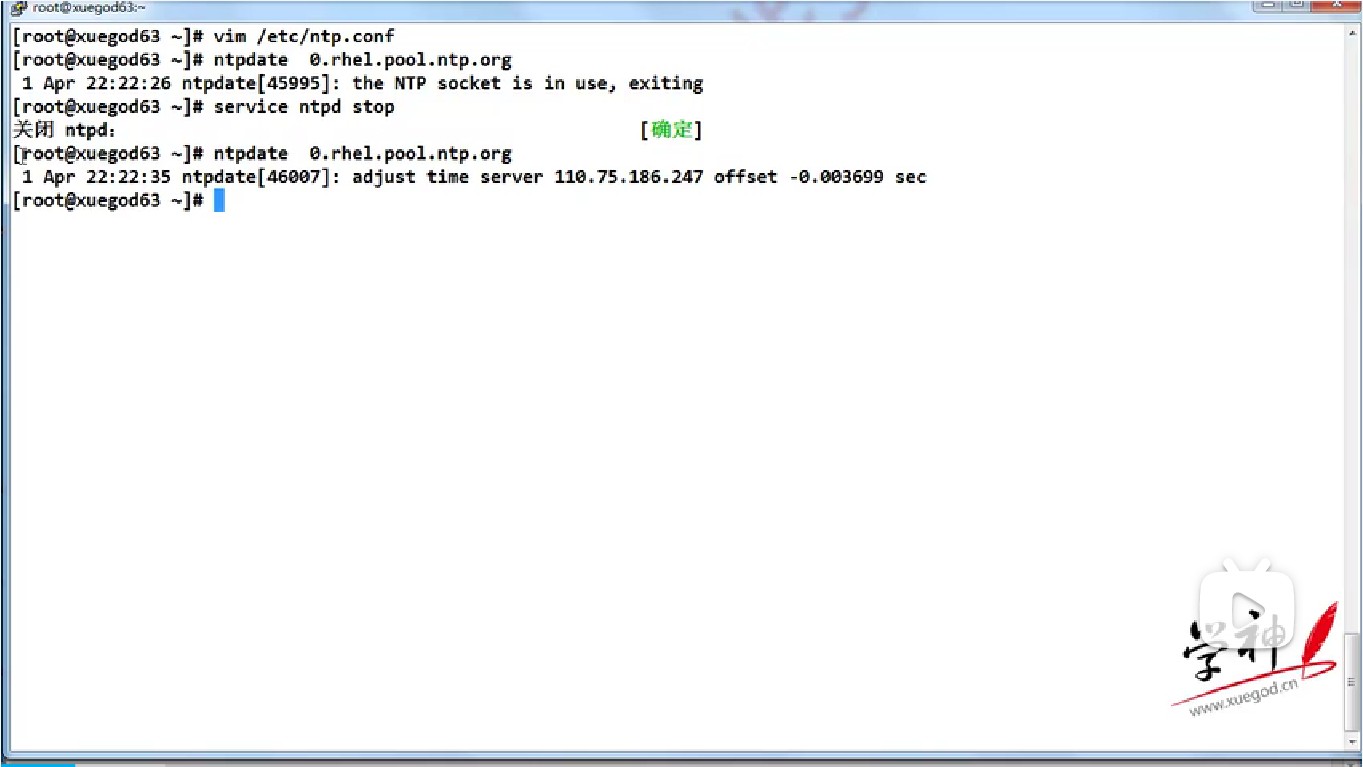 root@xuegod63:~
[root@xuegod63 ~]# vim /etc/ntp.conf
[root@xuegod63 ~]# ntpdate  0.rhel.pool.ntp.org
 1 Apr 22:22:26 ntpdate[45995]: the NTP socket is in use, exiting
[root@xuegod63 ~]# service ntpd stop
关闭 ntpd:                                                 [确定]
[root@xuegod63 ~]# ntpdate  0.rhel.pool.ntp.org
 1 Apr 22:22:35 ntpdate[46007]: adjust time server 110.75.186.247 offset -0.003699 sec
[root@xuegod63 ~]#
学神
www.xuegod.cn